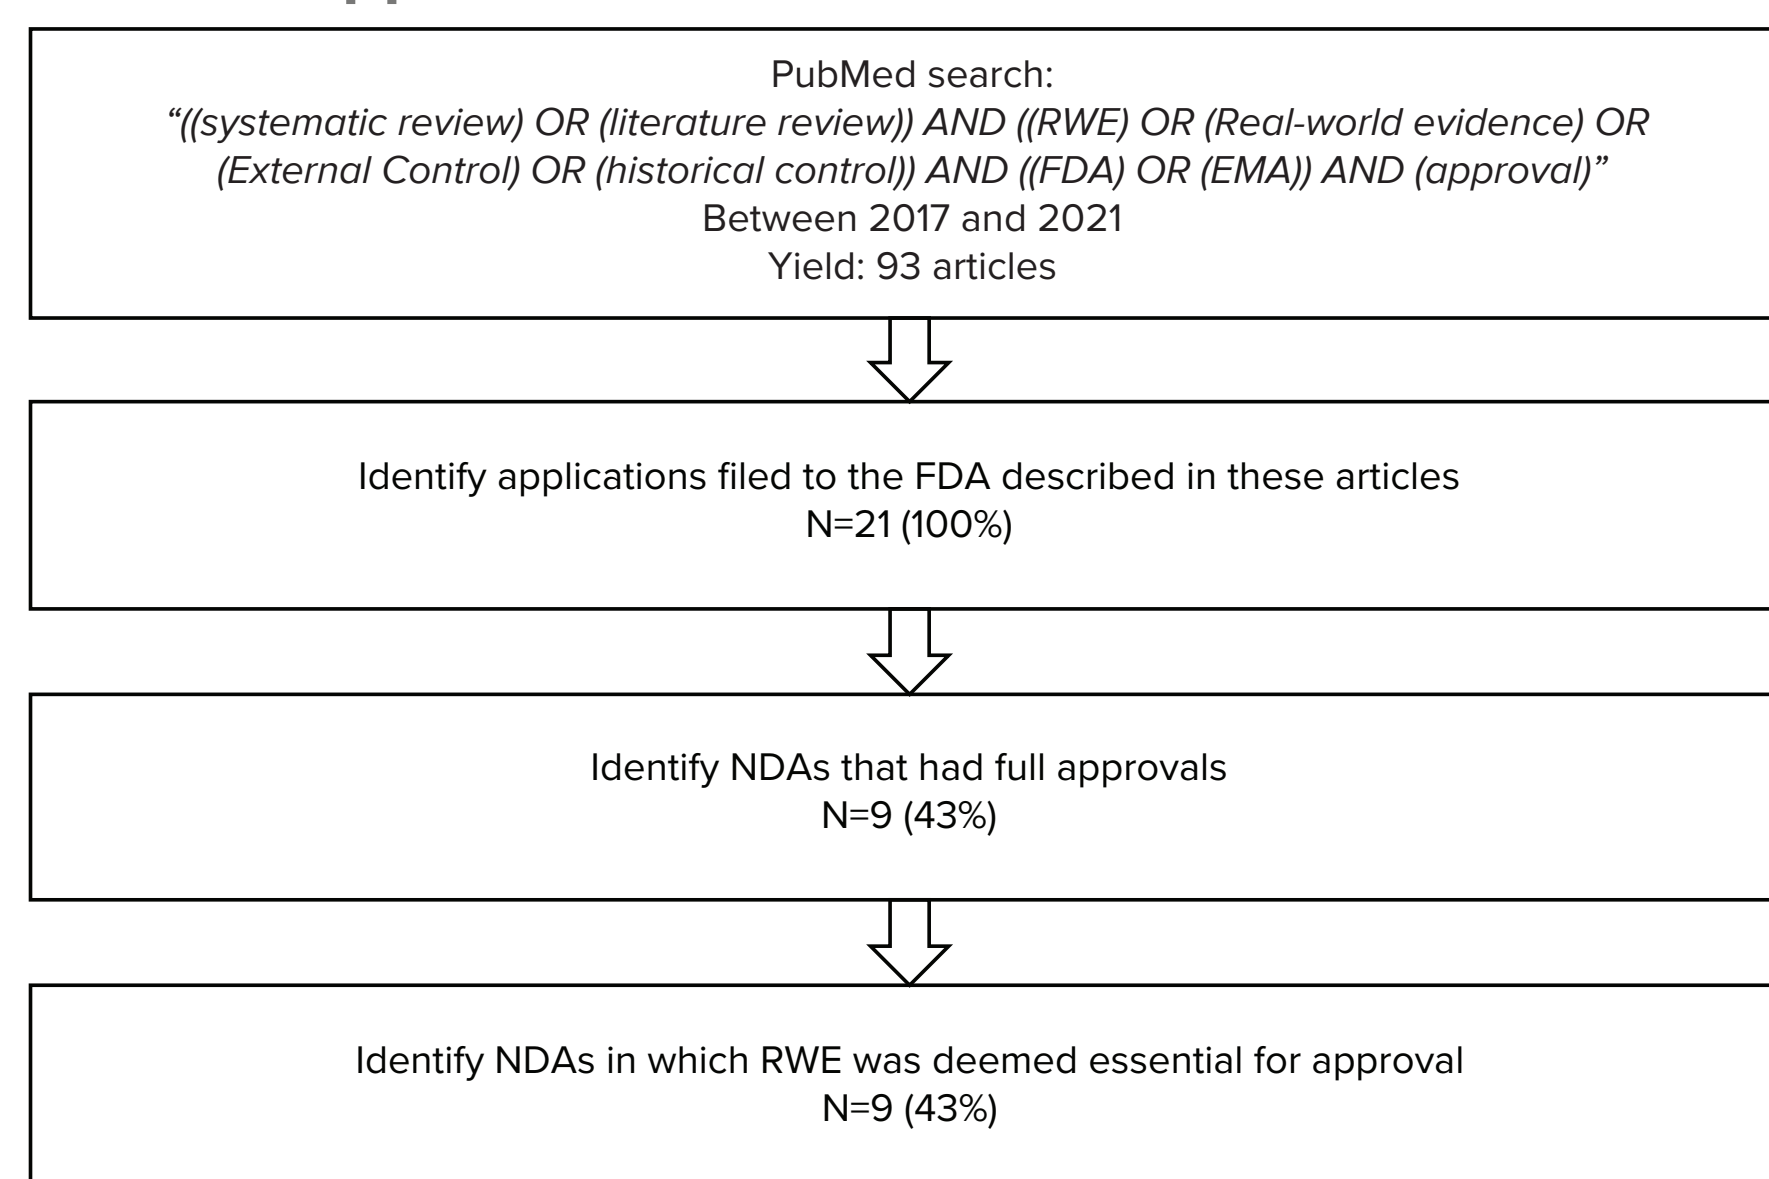 PubMed search:
“((systematic review) OR (literature review)) AND ((RWE) OR (Real-world evidence) OR
(External Control) OR (historical control)) AND ((FDA) OR (EMA)) AND (approval)”
Between 2017 and 2021
Yield: 93 articles
Identify applications filed to the FDA described in these articles
N=21 (100%)
Identify NDAs that had full approvals
N=9 (43%)
Identify NDAs in which RWE was deemed essential for approval
N=9 (43%)